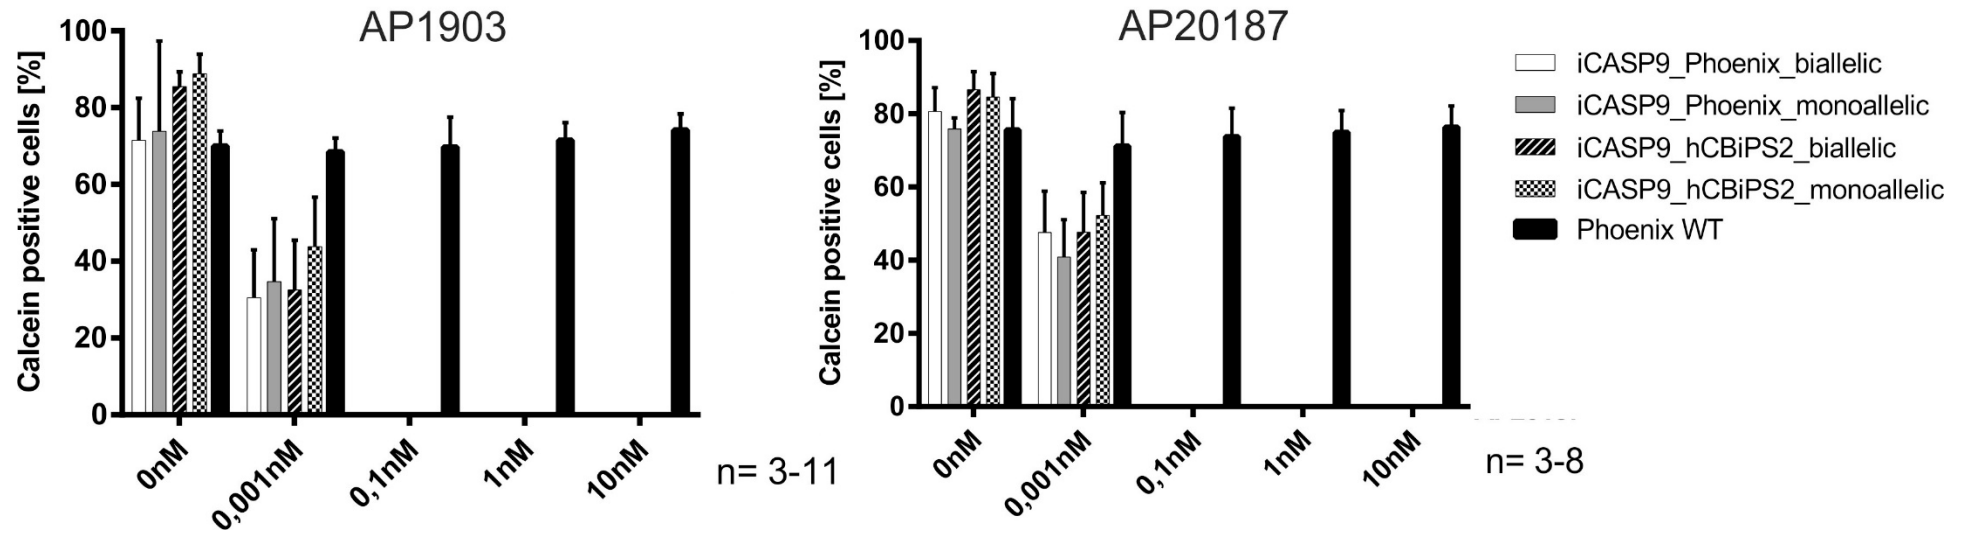 AP1903
Calcein positive cells [%]
100
80
60
40
20
0
0nM
0,001nM
0,1nM
1nM
10nM
n= 3-11
AP20187
Calcein positive cells [%]
100
80
60
40
20
0
0nM
0,001nM
0,1nM
1nM
10nM
n= 3-8
iCASP9_Phoenix_biallelic
iCASP9_Phoenix_monoallelic
iCASP9_hCBiPS2_biallelic
iCASP9_hCBiPS2_monoallelic
Phoenix WT